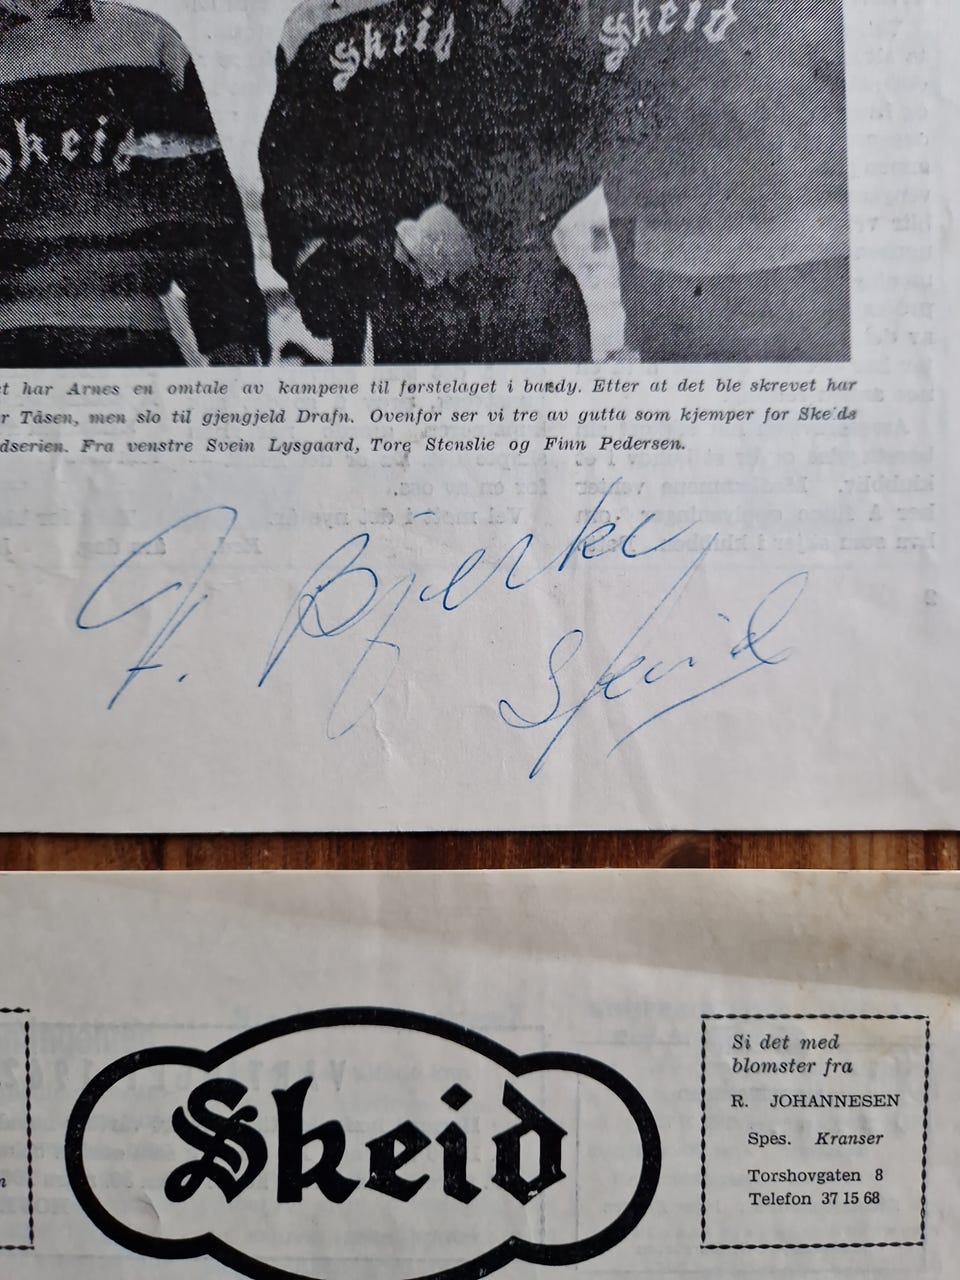 Skeid
Skeid
Skeid
t har Arnes en omtale av kampene til førstelaget i bandy. Etter at det ble skrevet har
r Tåsen, men slo til gjengjeld Drafn. Ovenfor ser vi tre av gutta som kjemper for Skeids
dserien. Fra venstre Svein Lysgaard, Tore Stenslie og Finn Pedersen.
Bjerke
Skeid
Skeid
Si det med
blomster fra
R. JOHANNESEN
Spes. Kranser
Torshovgaten 8
Telefon 37 15 68